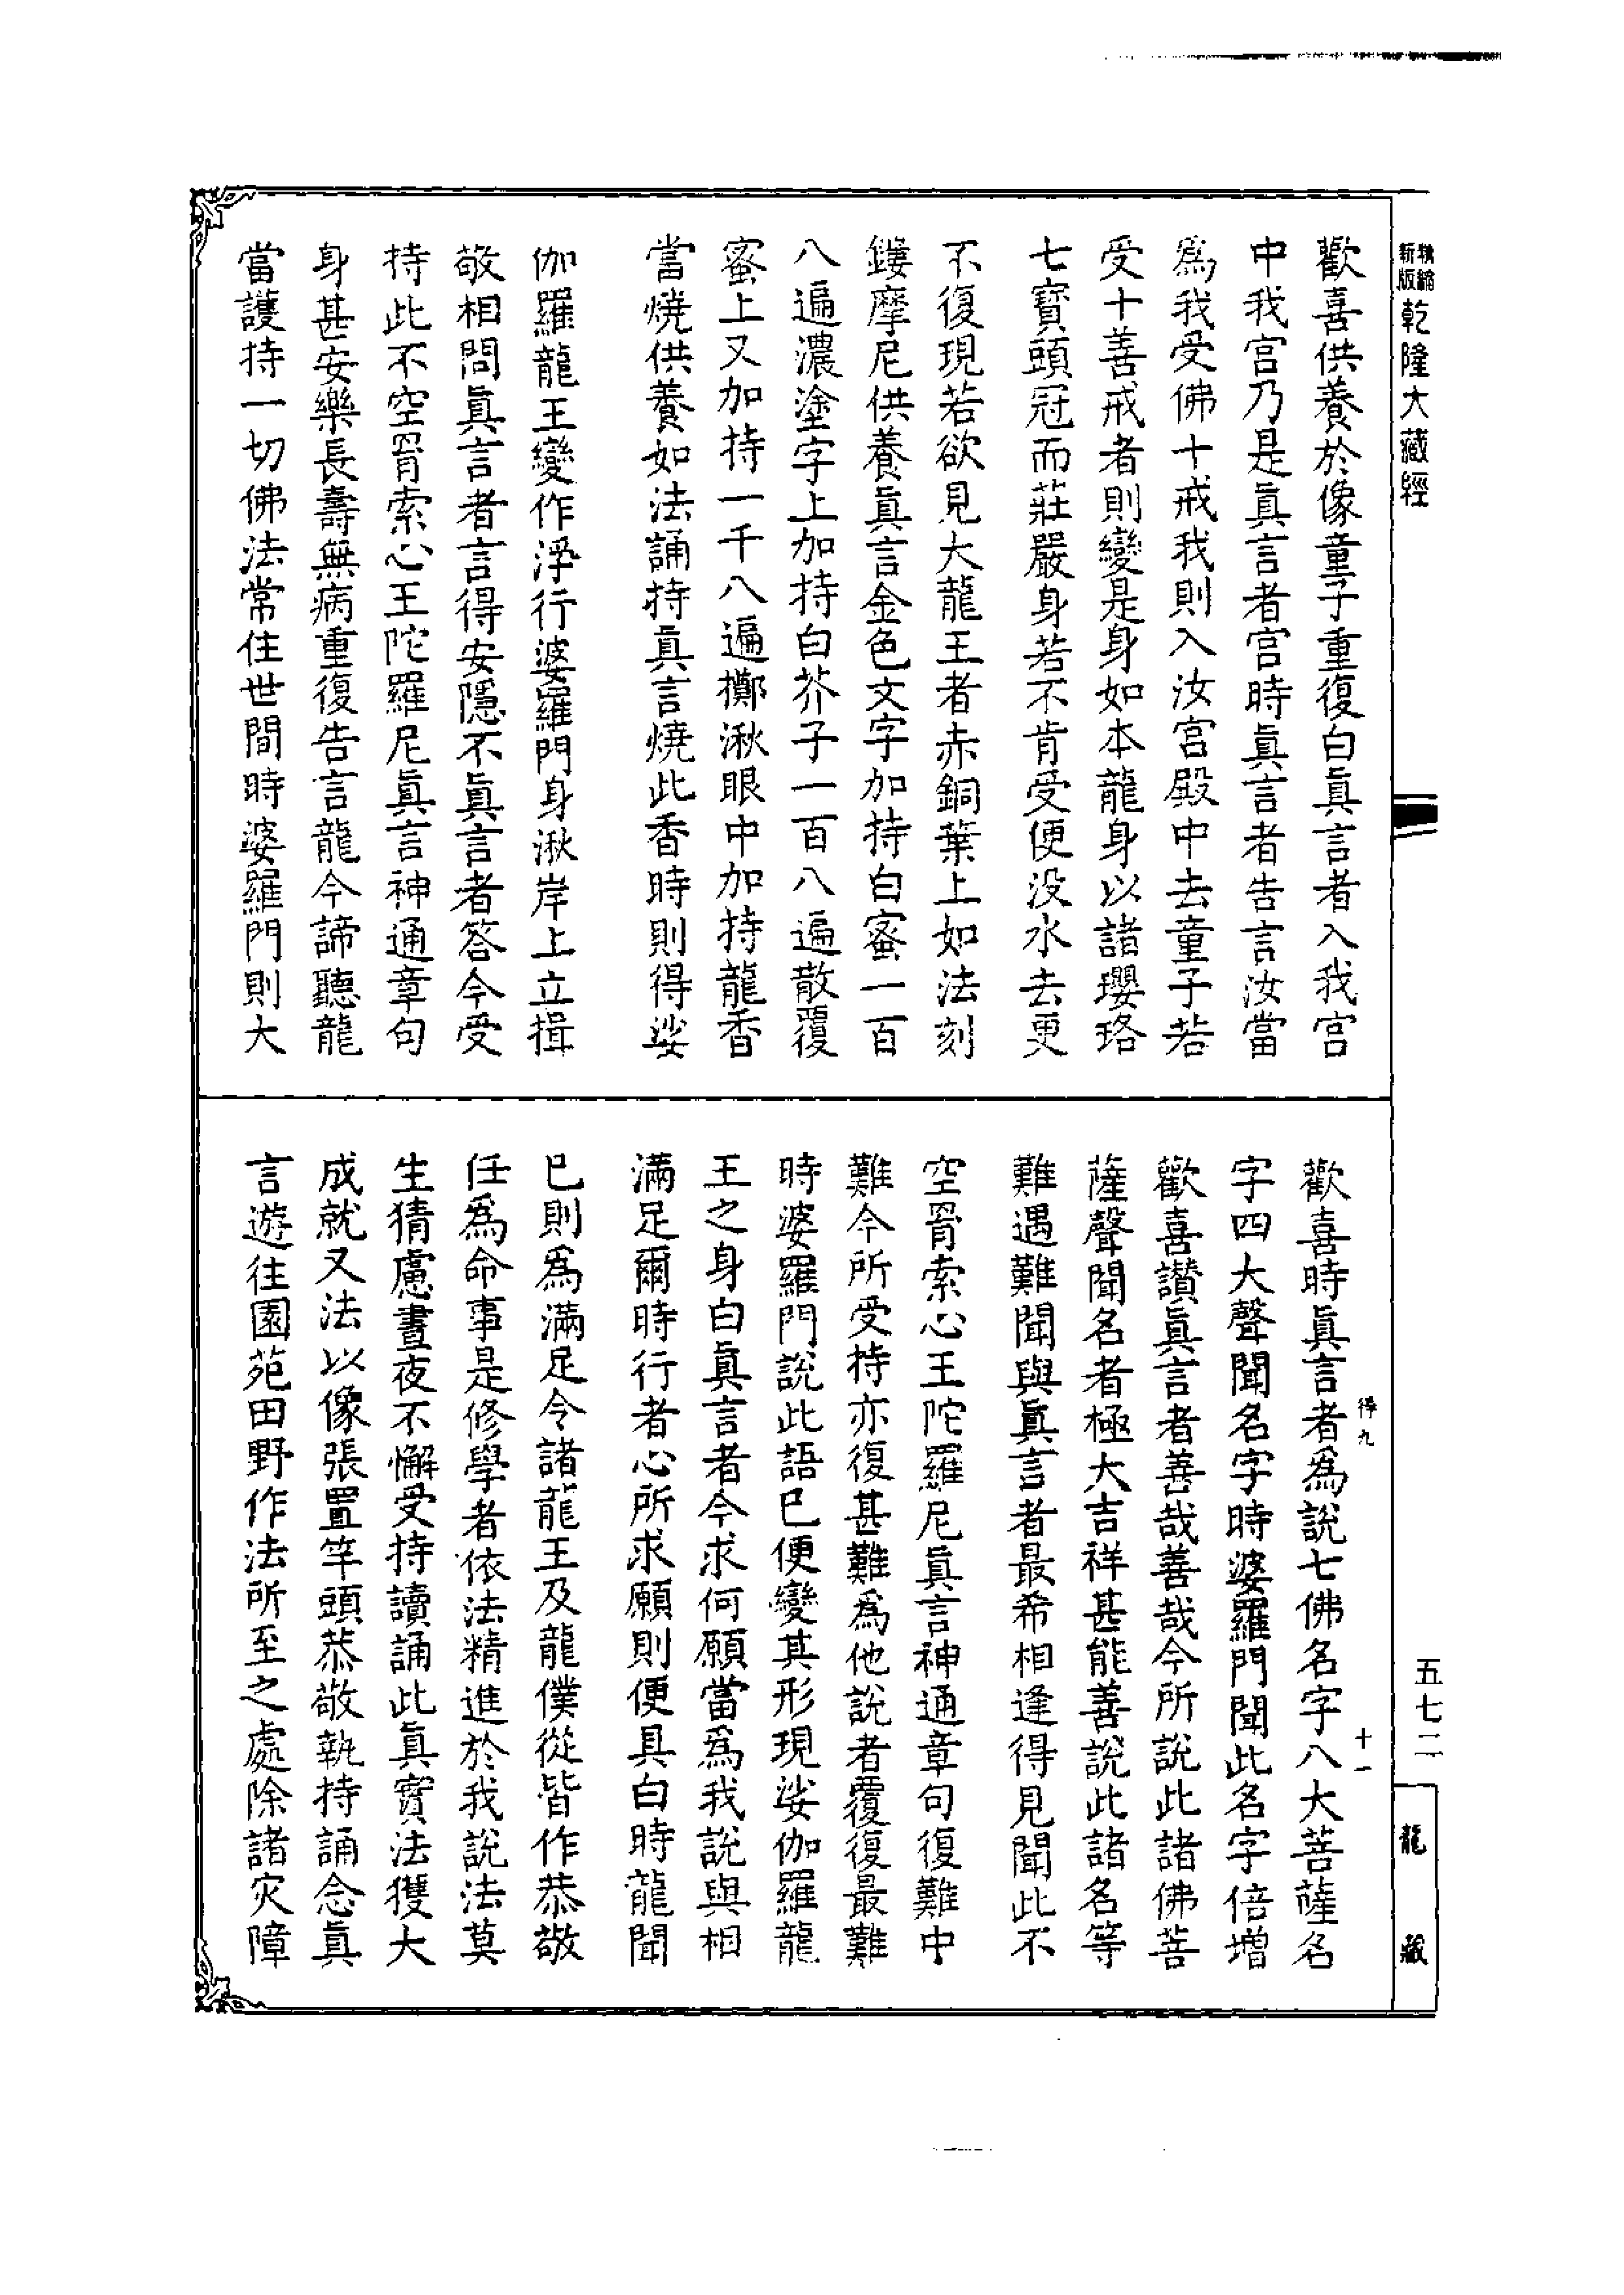 精縮新版
乾隆大藏經
歡喜供養於像童子重復白真言者入我宮
中我宮乃是真言者宮時真言者告言汝當
為我受佛十戒我則入汝宮殿中去童子若
受十善戒者則變是身如本龍身以諸瓔珞
七寶頭冠而莊嚴身若不肯受便没水去更
不復現若欲見大龍王者赤銅葉上如法刻
鏤摩尼供養真言金色文字加持白蜜一百
八遍濃塗字上加持白芥子一百八遍散覆
蜜上又加持一千八遍擲湫眼中加持龍香
當燒供養如法誦持真言燒此香時則得娑
伽羅龍王變作淨行婆羅門身湫岸上立揖
敬相問真言者言得安隱不真言者答今受
持此不空罥索心王陀羅尼真言神通章句
身甚安樂長壽無病重復告言龍今諦聽龍
當護持一切佛法常住世間時婆羅門則大
歡喜時真言者為說七佛名字八大菩薩名
字四大聲聞名字時婆羅門聞此名字倍增
歡喜讚真言者善哉善哉今所說此諸佛菩
薩聲聞名者極大吉祥甚能善說此諸名等
難遇難聞與真言者最希相逢得見聞此不
空罥索心王陀羅尼真言神通章句復難中
難今所受持亦復甚難為他說者覆復最難
時婆羅門說此語已便變其形現娑伽羅龍
王之身白真言者今求何願當為我說與相
滿足爾時行者心所求願則便具白時龍聞
已則為滿足令諸龍王及龍僕從皆作恭敬
任為命事是修學者依法精進於我說法莫
生猜慮晝夜不懈受持讀誦此真實法獲大
成就又法以像張置竿頭恭敬執持誦念真
言遊往園苑田野作法所至之處除諸灾障
得九
十一
五七二
龍藏